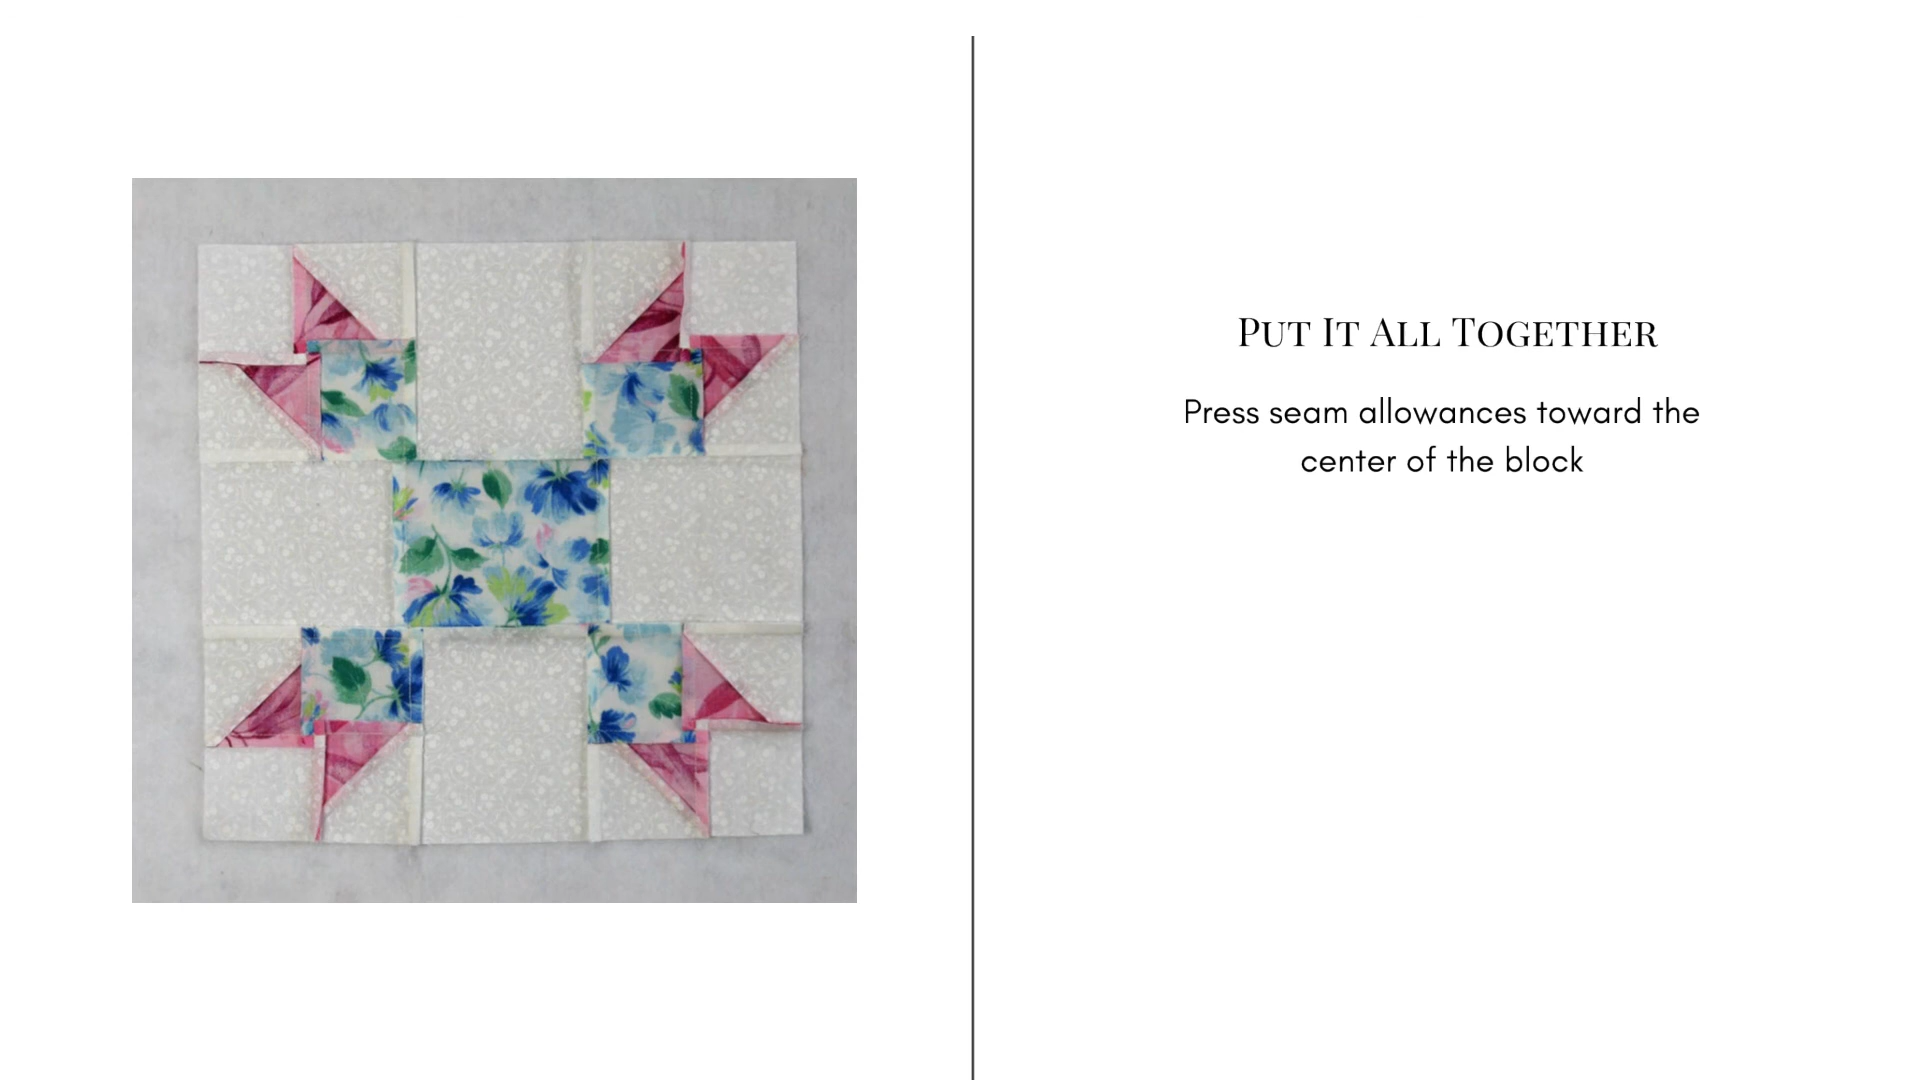 Put It All Together
Press seam allowances toward the
center of the block